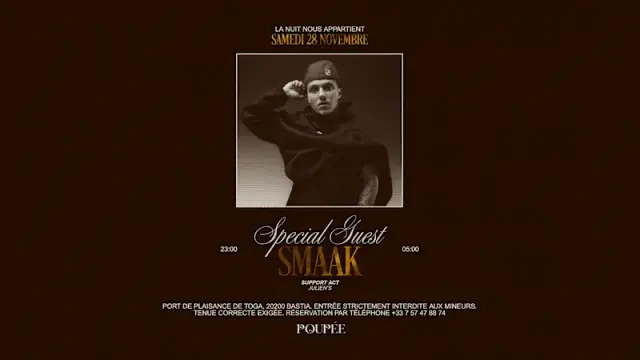 LA NUIT NOUS APPARTIENT
SAMEDI 28 NOVEMBRE
Special Guest
23:00
05:00
SMAAK
SUPPORT ACT
JULIEN'S
PORT DE PLAISANCE DE TOGA, 20200 BASTIA, ENTRÉE STRICTEMENT INTERDITE AUX MINEURS.
TENUE CORRECTE EXIGÉE. RÉSERVATION PAR TÉLÉPHONE +33 7 57 47 88 74
POUPÉE